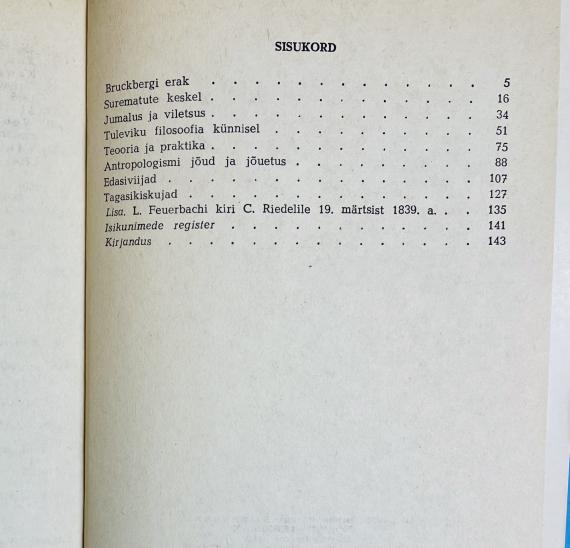 SISUKORD
Bruckbergi erak . . . . . . . . . . . . . 5
Surematute keskel . . . . . . . . . . . . . 16
Jumalus ja viletsus . . . . . . . . . . . . . 34
Tuleviku filosoofia künnisel . . . . . . . . . . 51
Teooria ja praktika . . . . . . . . . . . . . 75
Antropologismi jõud ja jõuetus . . . . . . . . . 88
Edasiviijad . . . . . . . . . . . . . . 107
Tagasikiskujad . . . . . . . . . . . . . . 127
Lisa. L. Feuerbachi kiri C. Riedelile 19. märtsist 1839. a. . . 135
Isikunimede register . . . . . . . . . . . . 141
Kirjandus . . . . . . . . . . . . . . 143